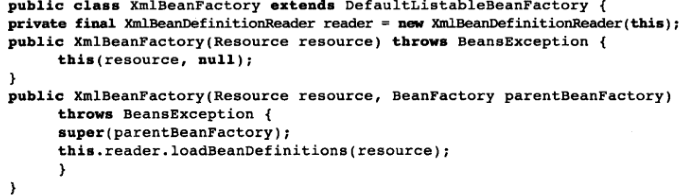 public class XmlBeanFactory extends DefaultListableBeanFactory {
private final XmlBeanDefinitionReader reader = new XmlBeanDefinitionReader(this);
public XmlBeanFactory(Resource resource) throws BeansException {
this(resource, null);
}
public XmlBeanFactory(Resource resource, BeanFactory parentBeanFactory)
throws BeansException {
super(parentBeanFactory);
this.reader.loadBeanDefinitions(resource);
}
}